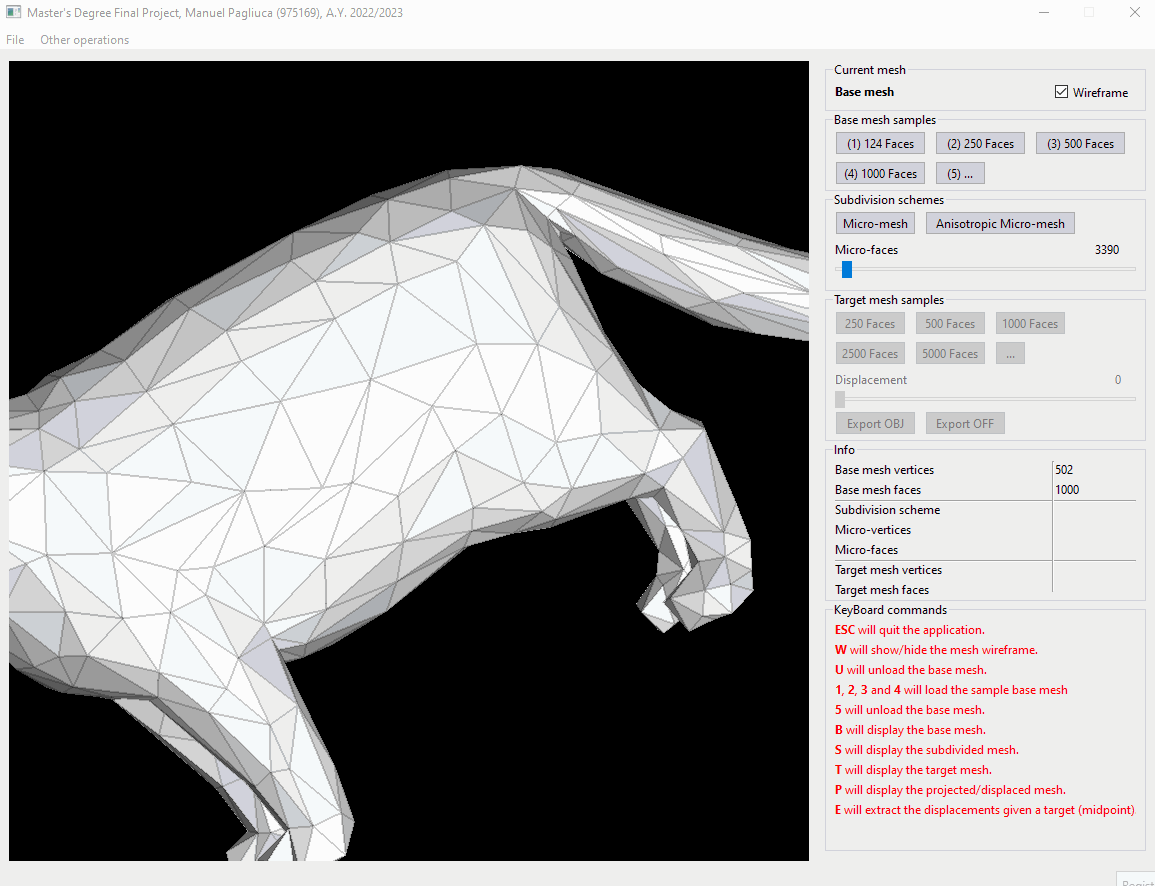 Master's Degree Final Project, Manuel Pagliuca (975169), A.Y. 2022/2023
File Other operations
Current mesh
Base mesh Wireframe
Base mesh samples
(1) 124 Faces (2) 250 Faces (3) 500 Faces
(4) 1000 Faces (5) ...
Subdivision schemes
Micro-mesh Anisotropic Micro-mesh
Micro-faces 3390
Target mesh samples
250 Faces 500 Faces 1000 Faces
2500 Faces 5000 Faces ...
Displacement 0
Export OBJ Export OFF
Info
Base mesh vertices 502
Base mesh faces 1000
Subdivision scheme
Micro-vertices
Micro-faces
Target mesh vertices
Target mesh faces
KeyBoard commands
ESC will quit the application.
W will show/hide the mesh wireframe.
U will unload the base mesh.
1, 2, 3 and 4 will load the sample base mesh
5 will unload the base mesh.
B will display the base mesh.
S will display the subdivided mesh.
T will display the target mesh.
P will display the projected/displaced mesh.
E will extract the displacements given a target (midpoint)